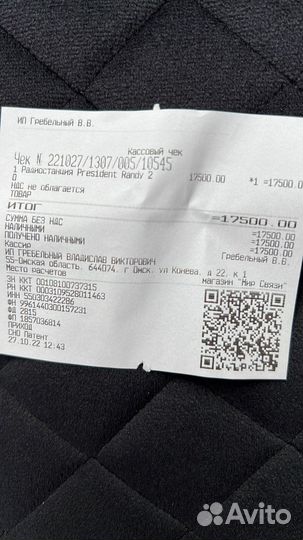 ИП Гребельный В.В.
Кассовый чек
Чек N 221027/1307/005/10545
1 Радиостанция President Randy 2 17500.00 *1 =17500.00
0
НДС не облагается
ТОВАР
ИТОГ =17500.00
СУММА БЕЗ НДС =17500.00
НАЛИЧНЫМИ =17500.00
ПОЛУЧЕНО НАЛИЧНЫМИ =17500.00
Кассир Гребельный В.В.
ИП ГРЕБЕЛЬНЫЙ ВЛАДИСЛАВ ВИКТОРОВИЧ
55-Омская область, 644074, г Омск, ул Конева, д 22, к 1
Место расчетов магазин "Мир Связи"
ЗН ККТ 00108100737315
РН ККТ 0003109528011463
ИНН 550303422286
ФН 9961440300157231
ФД 2815
ФП 1857036814
ПРИХОД
СНО Патент
27.10.22 12:43
Avito